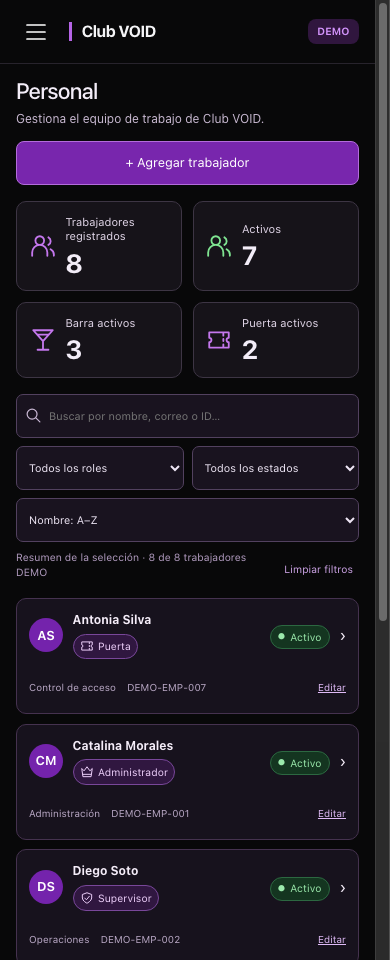 Club VOID
DEMO
Personal
Gestiona el equipo de trabajo de Club VOID.
+ Agregar trabajador
Trabajadores
registrados
8
Activos
7
Barra activos
3
Puerta activos
2
Buscar por nombre, correo o ID...
Todos los roles
Todos los estados
Nombre: A–Z
Resumen de la selección · 8 de 8 trabajadores
DEMO
Limpiar filtros
AS
Antonia Silva
Puerta
Activo
Control de acceso DEMO-EMP-007
Editar
CM
Catalina Morales
Administrador
Activo
Administración DEMO-EMP-001
Editar
DS
Diego Soto
Supervisor
Activo
Operaciones DEMO-EMP-002
Editar